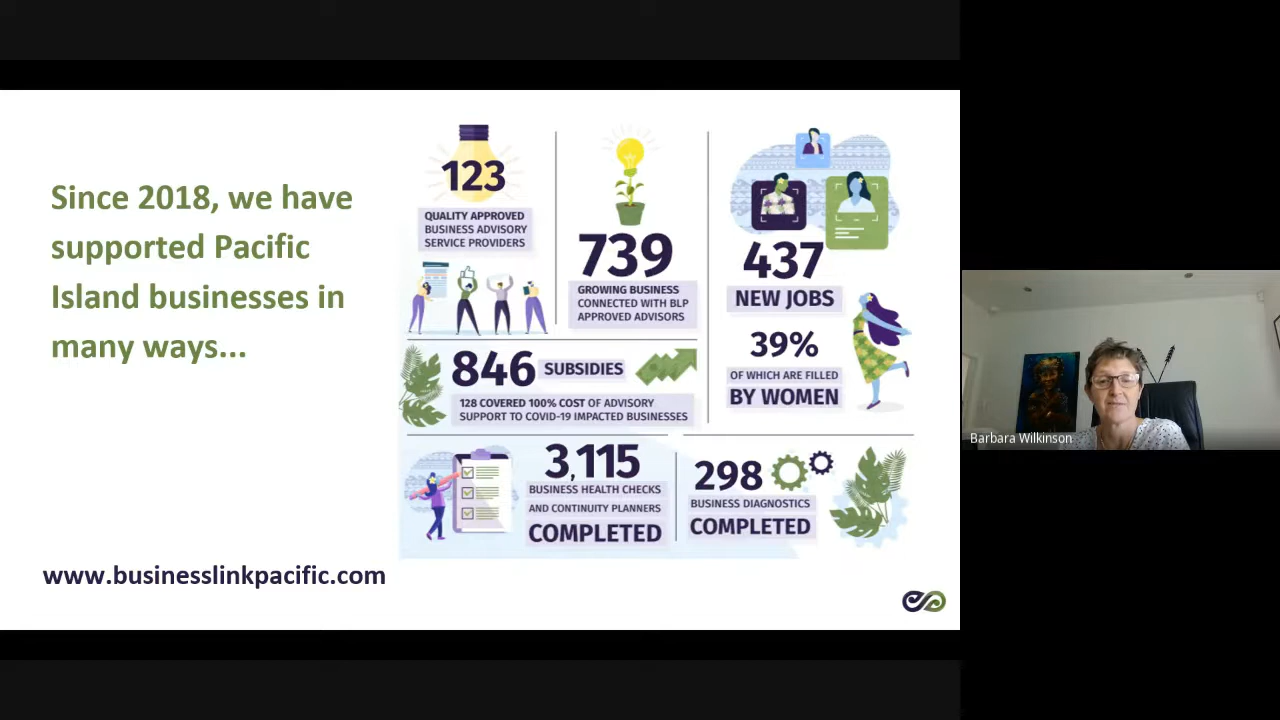 Since 2018, we have
supported Pacific
Island businesses in
many ways...
www.businesslinkpacific.com
123
QUALITY APPROVED
BUSINESS ADVISORY
SERVICE PROVIDERS
739
GROWING BUSINESS
CONNECTED WITH BLP
APPROVED ADVISORS
437
NEW JOBS
39%
OF WHICH ARE FILLED
BY WOMEN
846 SUBSIDIES
128 COVERED 100% COST OF ADVISORY
SUPPORT TO COVID-19 IMPACTED BUSINESSES
3,115
BUSINESS HEALTH CHECKS
AND CONTINUITY PLANNERS
COMPLETED
298
BUSINESS DIAGNOSTICS
COMPLETED
Barbara Wilkinson